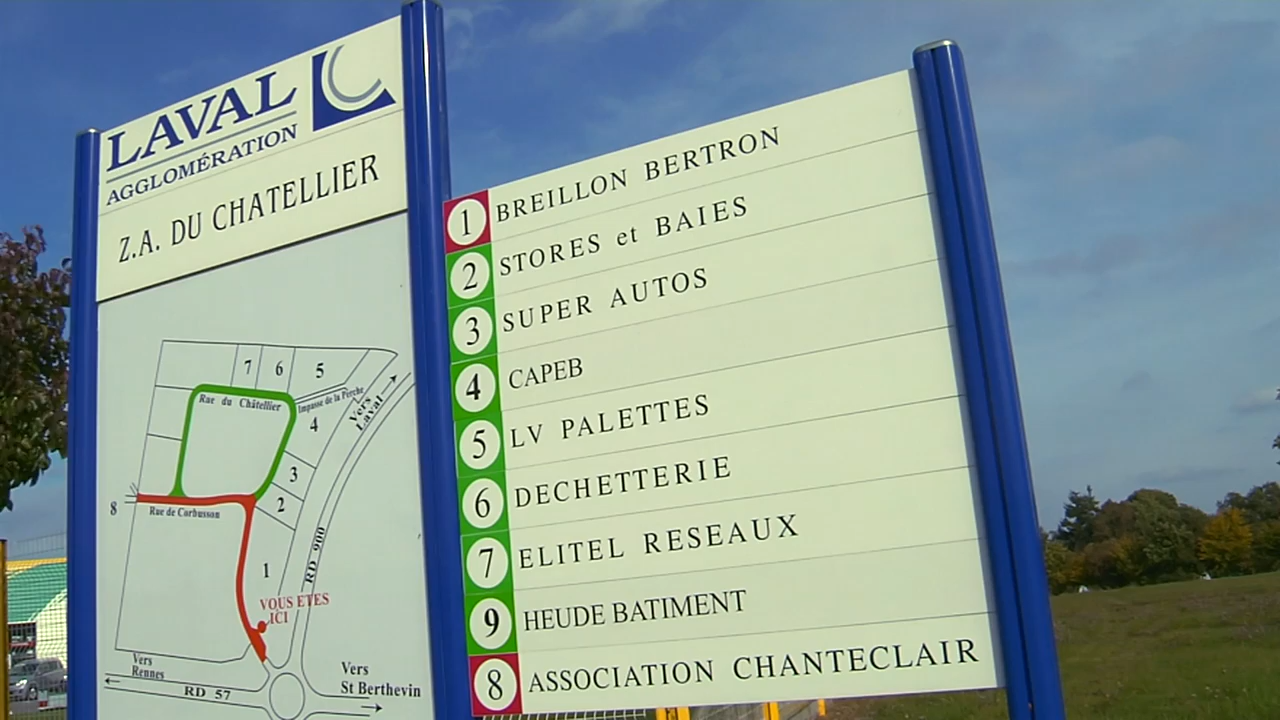 LAVAL
AGGLOMÉRATION
Z.A. DU CHATELLIER
7 6 5
Rue du Châtellier
Impasse de la Perche
Vers
Laval
4
3
2
8
Rue de Corbusson
RD 900
1
VOUS ETES
ICI
Vers
Rennes
RD 57
Vers
St Berthevin
1 BREILLON BERTRON
2 STORES et BAIES
3 SUPER AUTOS
4 CAPEB
5 LV PALETTES
6 DECHETTERIE
7 ELITEL RESEAUX
9 HEUDE BATIMENT
8 ASSOCIATION CHANTECLAIR